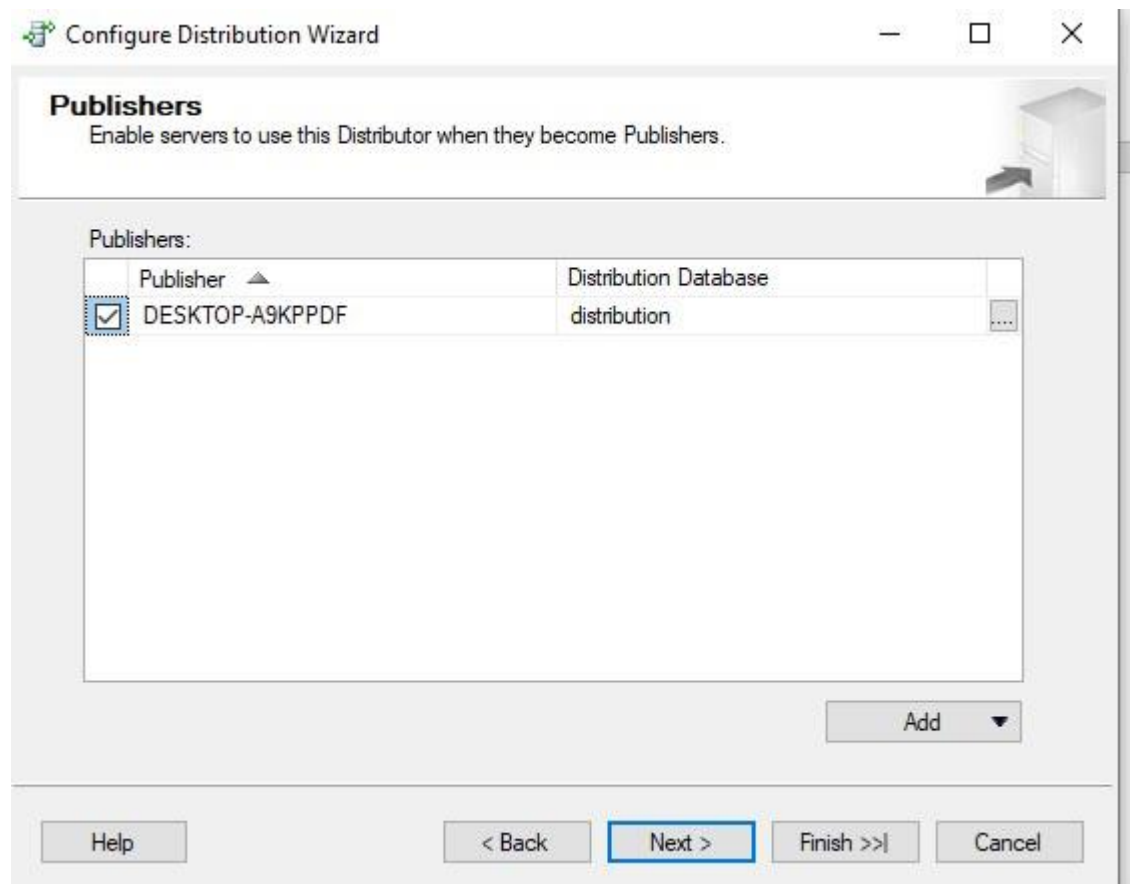 Configure Distribution Wizard
Publishers
Enable servers to use this Distributor when they become Publishers.
Publishers:
Publisher Distribution Database
DESKTOP-A9KPPDF distribution ....
Add
Help < Back Next > Finish >>| Cancel